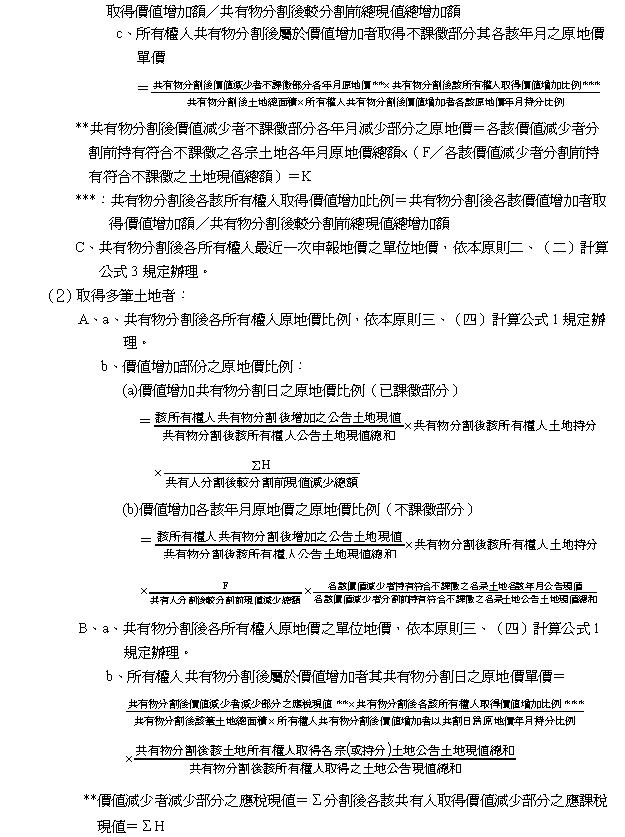 取得價值增加額／共有物分割後較分割前總現值總增加額
c、所有權人共有物分割後屬於價值增加者取得不課徵部分其各該年月之原地價
單價
＝共有物分割後價值減少者不課徵部分各年月原地價**×共有物分割後該所有權人取得價值增加比例***
共有物分割後土地總面積×所有權人共有物分割後價值增加者各該原地價年月持分比例
**共有物分割後價值減少者不課徵部分各年月減少部分之原地價＝各該價值減少者分
割前持有符合不課徵之各宗土地各年月原地價總額x（F／各該價值減少者分割前持
有符合不課徵之土地現值總額）＝K
***：共有物分割後各該所有權人取得價值增加比例＝共有物分割後各該價值增加者取
得價值增加額／共有物分割後較分割前總現值總增加額
C、共有物分割後各所有權人最近一次申報地價之單位地價，依本原則二、（二）計算
公式 3 規定辦理。
（2）取得多筆土地者：
A、a、共有物分割後各所有權人原地價比例，依本原則三、（四）計算公式 1 規定辦
理。
b、價值增加部份之原地價比例：
(a)價值增加共有物分割日之原地價比例（已課徵部分）
＝該所有權人共有物分割後增加之公告土地現值
共有物分割後該所有權人公告土地現值總和
×共有物分割後該所有權人土地持分
×ΣH
共有人分割後較分割前現值減少總額
(b)價值增加各該年月原地價之原地價比例（不課徵部分）
＝該所有權人共有物分割後增加之公告土地現值
共有物分割後該所有權人公告土地現值總和
×共有物分割後該所有權人土地持分
×F
共有人分割後較分割前現值減少總額
×各該價值減少者持有符合不課徵之各宗土地各該年月公告現值
各該價值減少者分割前持有符合不課徵之各宗土地公告土地現值總和
B、a、共有物分割後各所有權人原地價之單位地價，依本原則三、（四）計算公式 1
規定辦理。
b、所有權人共有物分割後屬於價值增加者其共有物分割日之原地價單價＝
共有物分割後價值減少者減少部分之應稅現值 **×共有物分割後各該所有權人取得價值增加比例 ***
共有物分割後該筆土地總面積×所有權人共有物分割後價值增加者以共割日為原地價年月持分比例
×共有物分割後該土地所有權人取得各宗(或持分)土地公告土地現值總和
共有物分割後該所有權人取得之土地公告現值總和
**價值減少者減少部分之應稅現值＝Σ分割後各該共有人取得價值減少部分之應課稅
現值＝ΣH